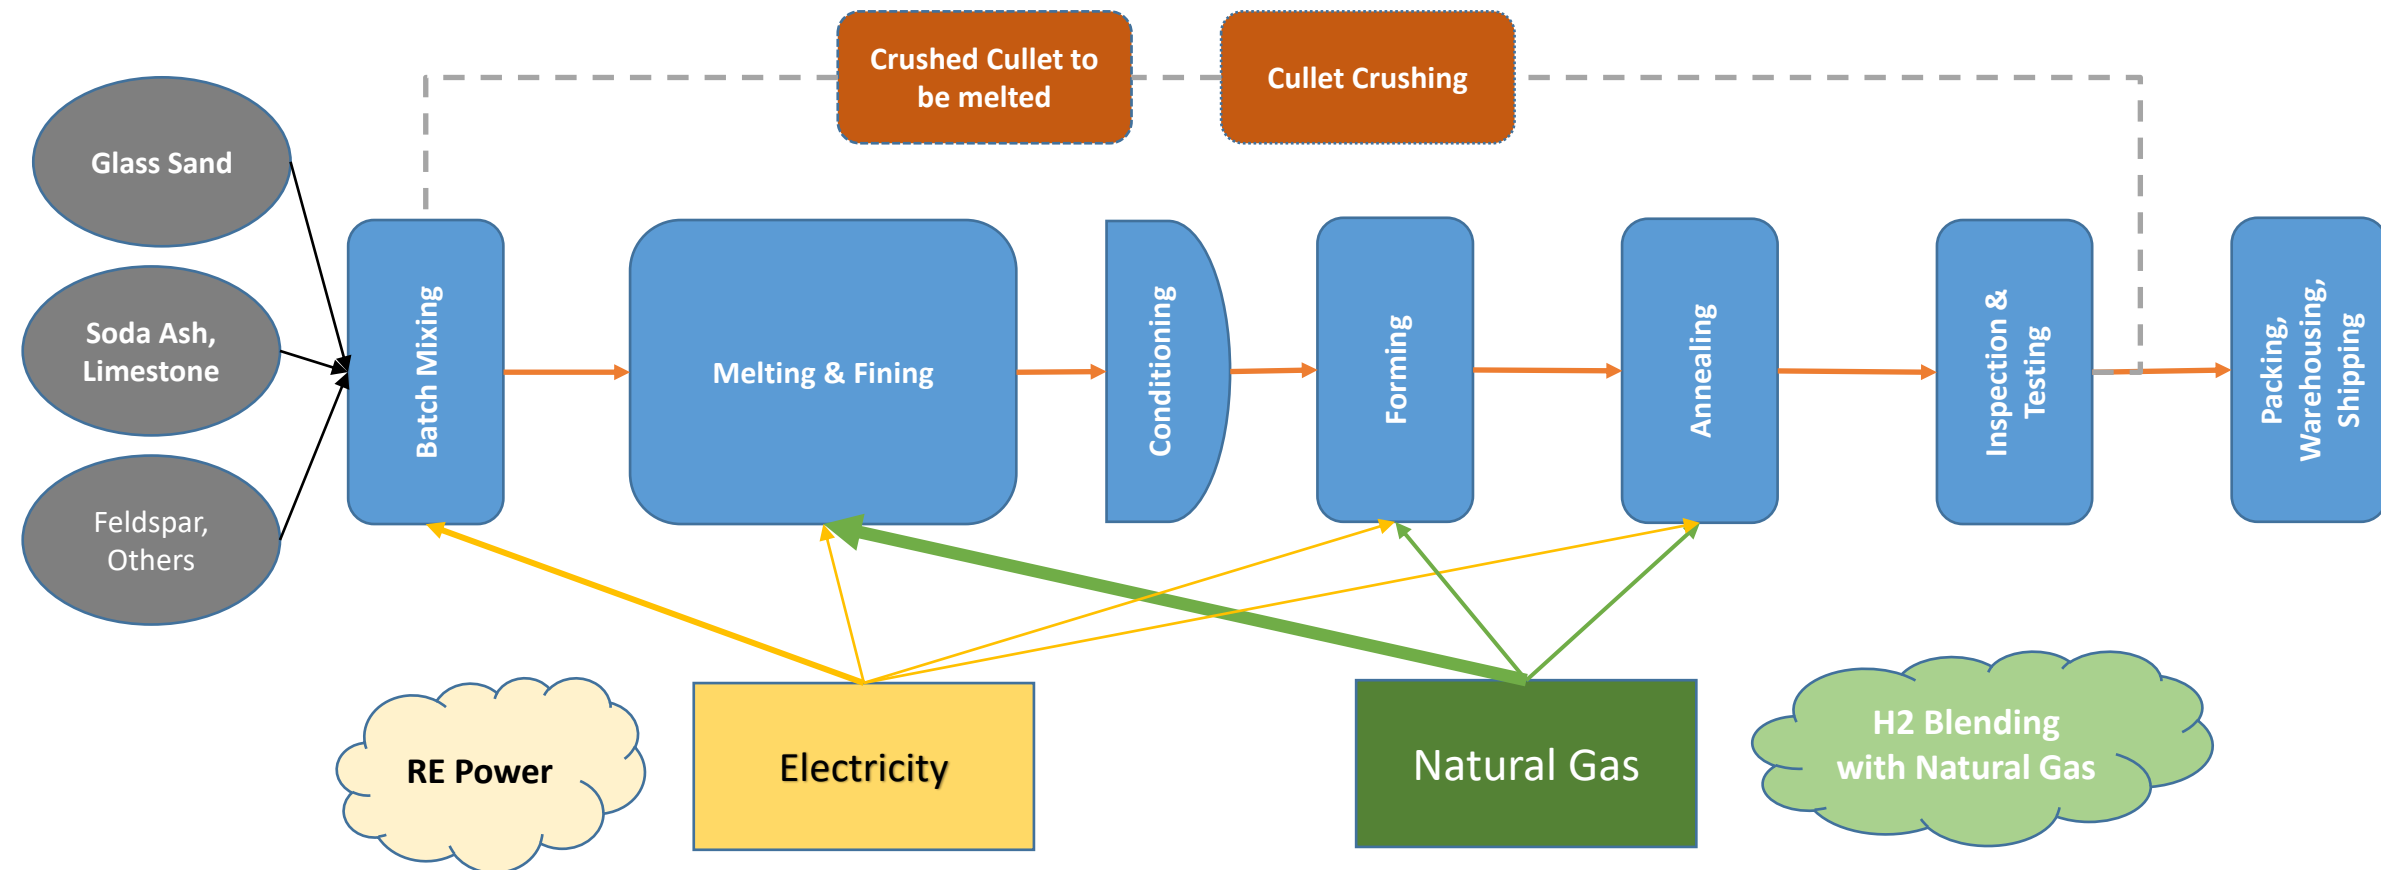 Crushed Cullet to
be melted
Cullet Crushing
Glass Sand
Soda Ash,
Limestone
Feldspar,
Others
Batch Mixing
Melting & Fining
Conditioning
Forming
Annealing
Inspection &
Testing
Packing,
Warehousing,
Shipping
RE Power
Electricity
Natural Gas
H2 Blending
with Natural Gas